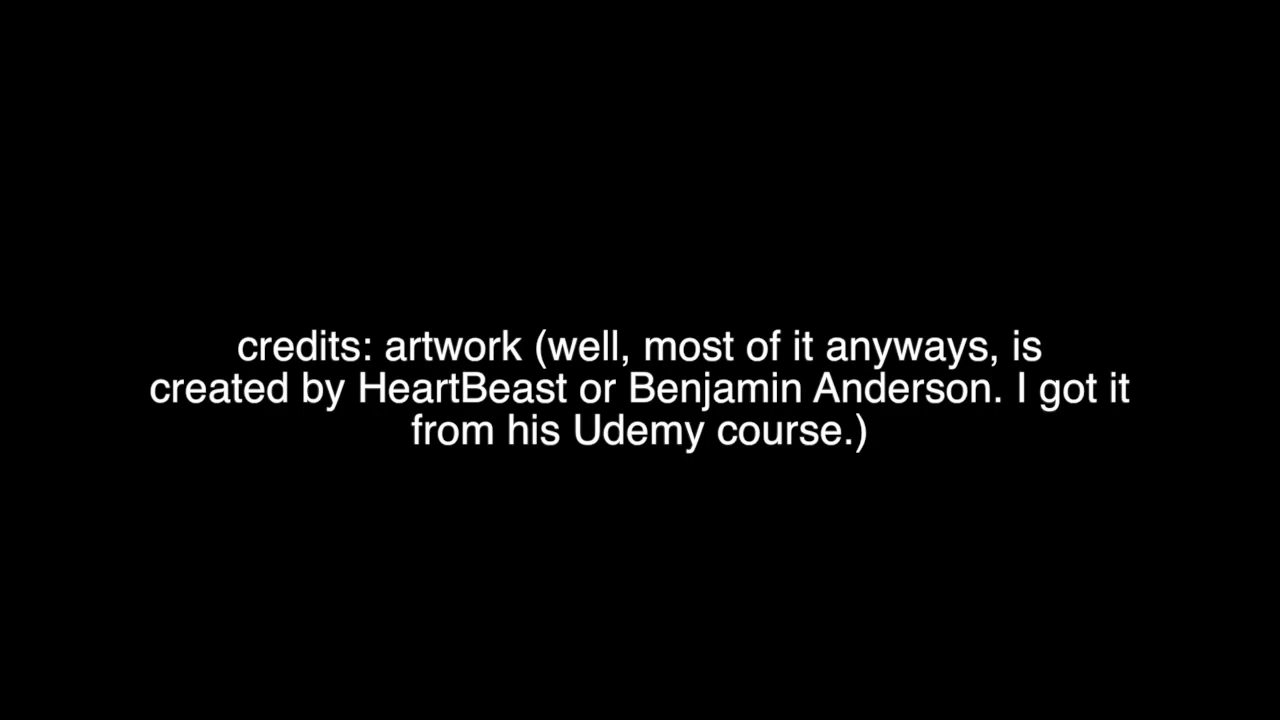 credits: artwork (well, most of it anyways, is
created by HeartBeast or Benjamin Anderson. I got it
from his Udemy course.)